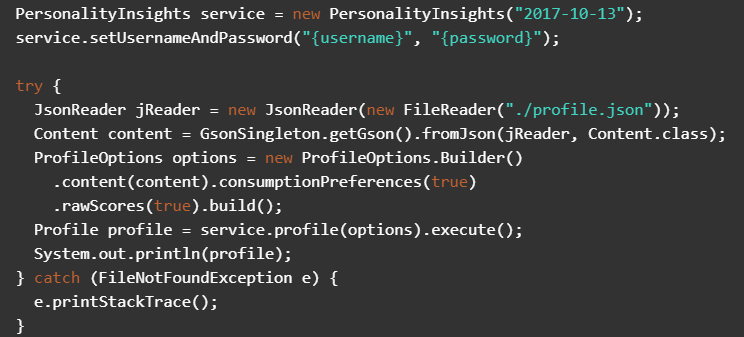 PersonalityInsights service = new PersonalityInsights("2017-10-13");
service.setUsernameAndPassword("{username}", "{password}");

try {
  JsonReader jReader = new JsonReader(new FileReader("./profile.json"));
  Content content = GsonSingleton.getGson().fromJson(jReader, Content.class);
  ProfileOptions options = new ProfileOptions.Builder()
    .content(content).consumptionPreferences(true)
    .rawScores(true).build();
  Profile profile = service.profile(options).execute();
  System.out.println(profile);
} catch (FileNotFoundException e) {
  e.printStackTrace();
}